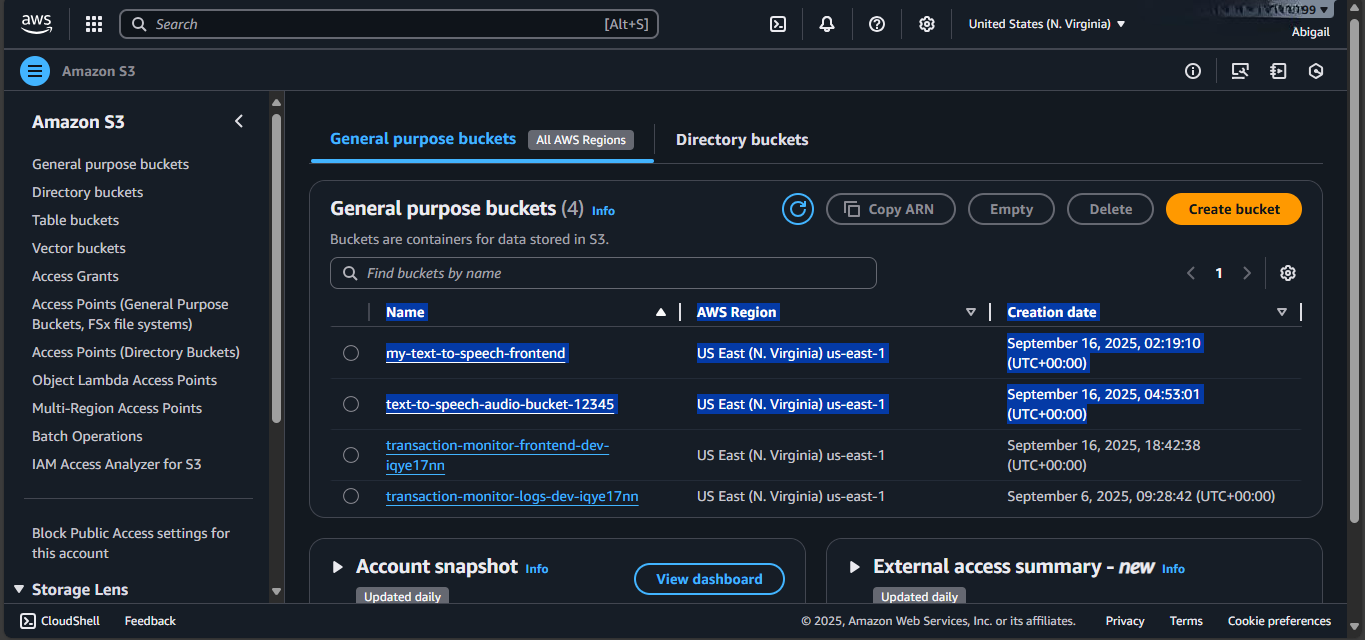 aws
Search [Alt+S]
United States (N. Virginia)
Abigail
Amazon S3
Amazon S3
General purpose buckets
Directory buckets
Table buckets
Vector buckets
Access Grants
Access Points (General Purpose
Buckets, FSx file systems)
Access Points (Directory Buckets)
Object Lambda Access Points
Multi-Region Access Points
Batch Operations
IAM Access Analyzer for S3
Block Public Access settings for
this account
Storage Lens
General purpose buckets All AWS Regions Directory buckets
General purpose buckets (4) Info
Copy ARN Empty Delete Create bucket
Buckets are containers for data stored in S3.
Find buckets by name
1
Name AWS Region Creation date
my-text-to-speech-frontend US East (N. Virginia) us-east-1 September 16, 2025, 02:19:10
(UTC+00:00)
text-to-speech-audio-bucket-12345 US East (N. Virginia) us-east-1 September 16, 2025, 04:53:01
(UTC+00:00)
transaction-monitor-frontend-dev-
iqye17nn US East (N. Virginia) us-east-1 September 16, 2025, 18:42:38
(UTC+00:00)
transaction-monitor-logs-dev-iqye17nn US East (N. Virginia) us-east-1 September 6, 2025, 09:28:42 (UTC+00:00)
Account snapshot Info
Updated daily
View dashboard
External access summary - new Info
Updated daily
CloudShell Feedback © 2025, Amazon Web Services, Inc. or its affiliates. Privacy Terms Cookie preferences